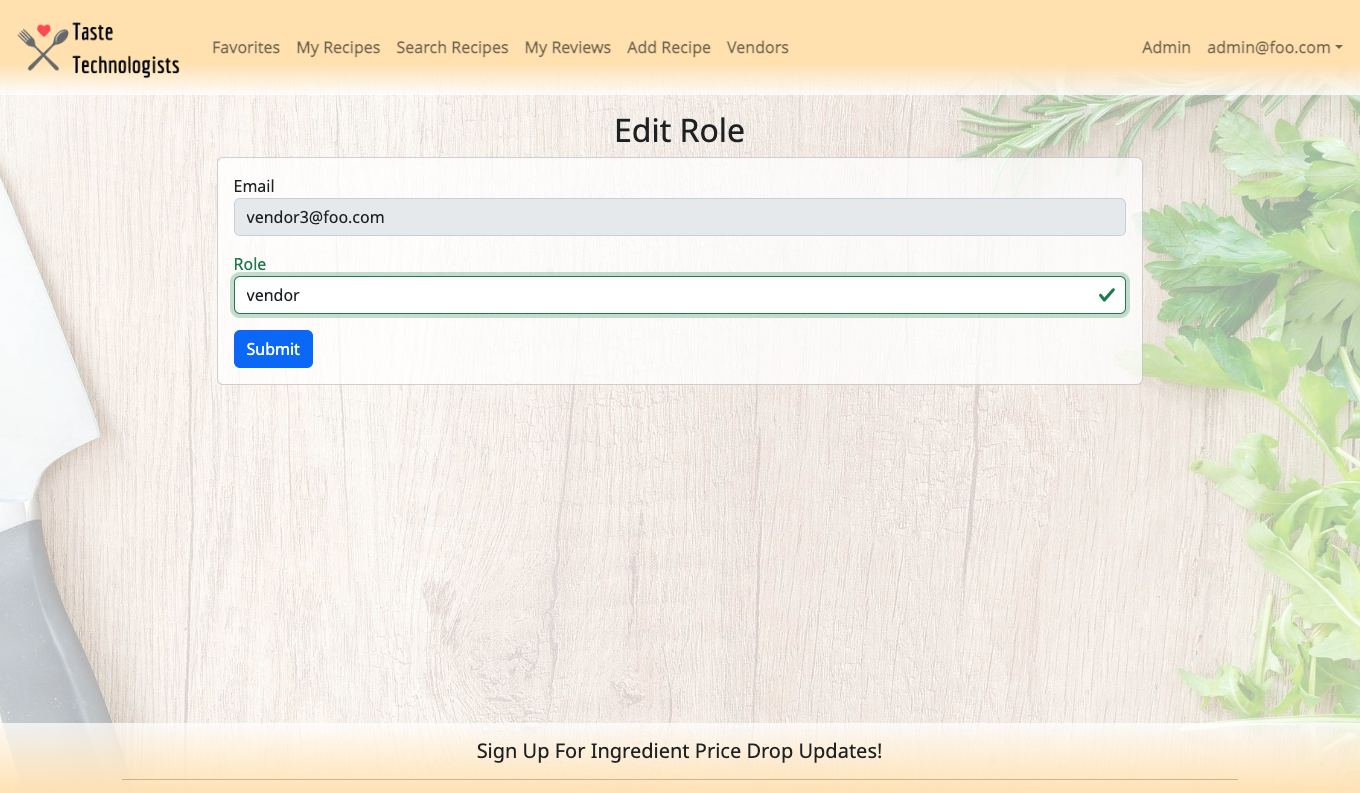 Taste
Technologists
Favorites My Recipes Search Recipes My Reviews Add Recipe Vendors Admin admin@foo.com
Edit Role
Email
vendor3@foo.com
Role
vendor
Submit
Sign Up For Ingredient Price Drop Updates!